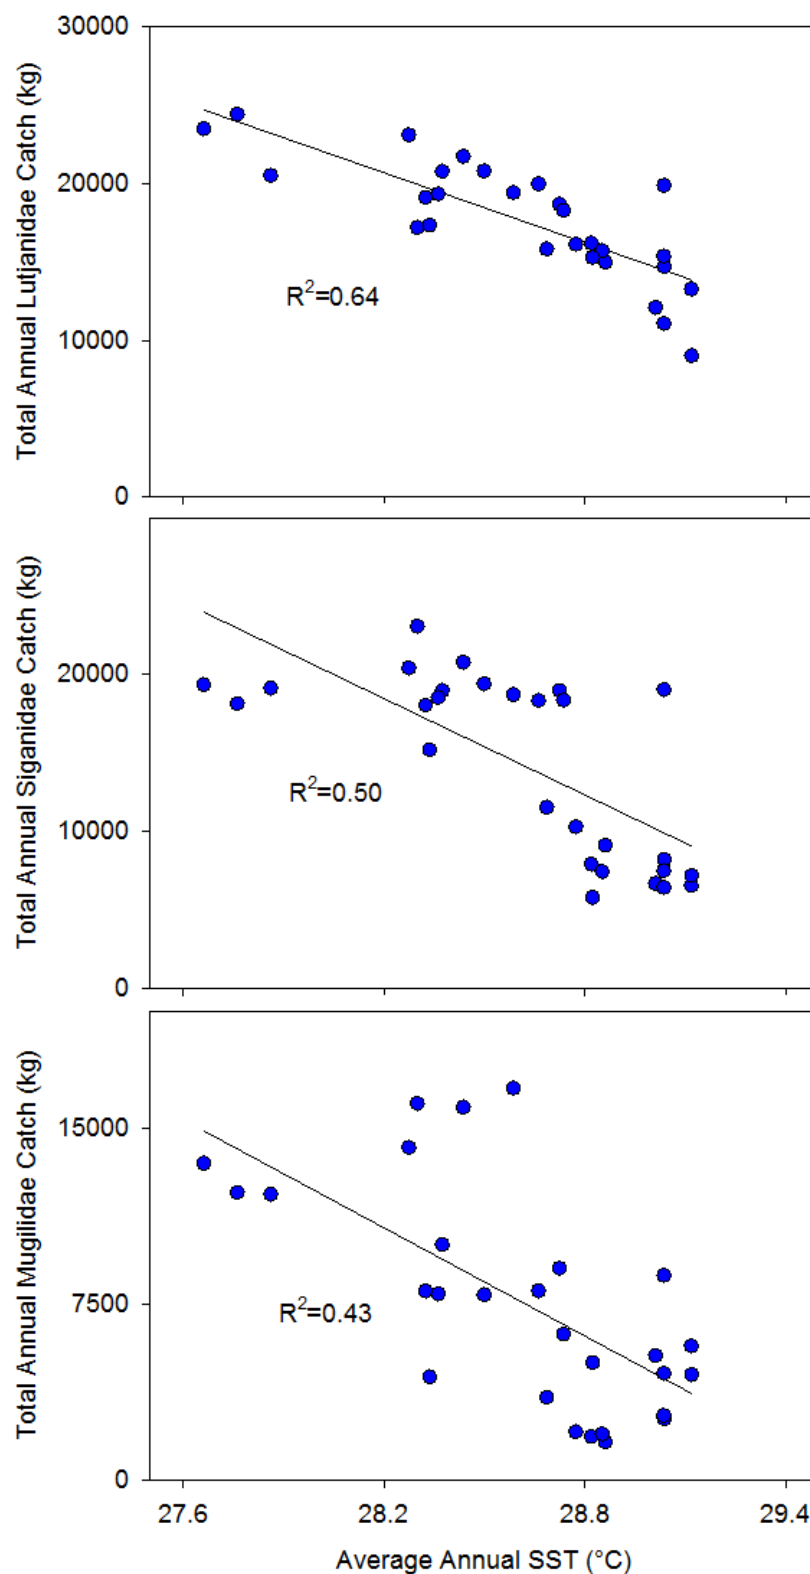 Total Annual Lutjanidae Catch (kg)
30000
20000
10000
0
R²=0.64
Total Annual Siganidae Catch (kg)
20000
10000
0
R²=0.50
Total Annual Mugilidae Catch (kg)
15000
7500
0
R²=0.43
27.6 28.2 28.8 29.4
Average Annual SST (°C)